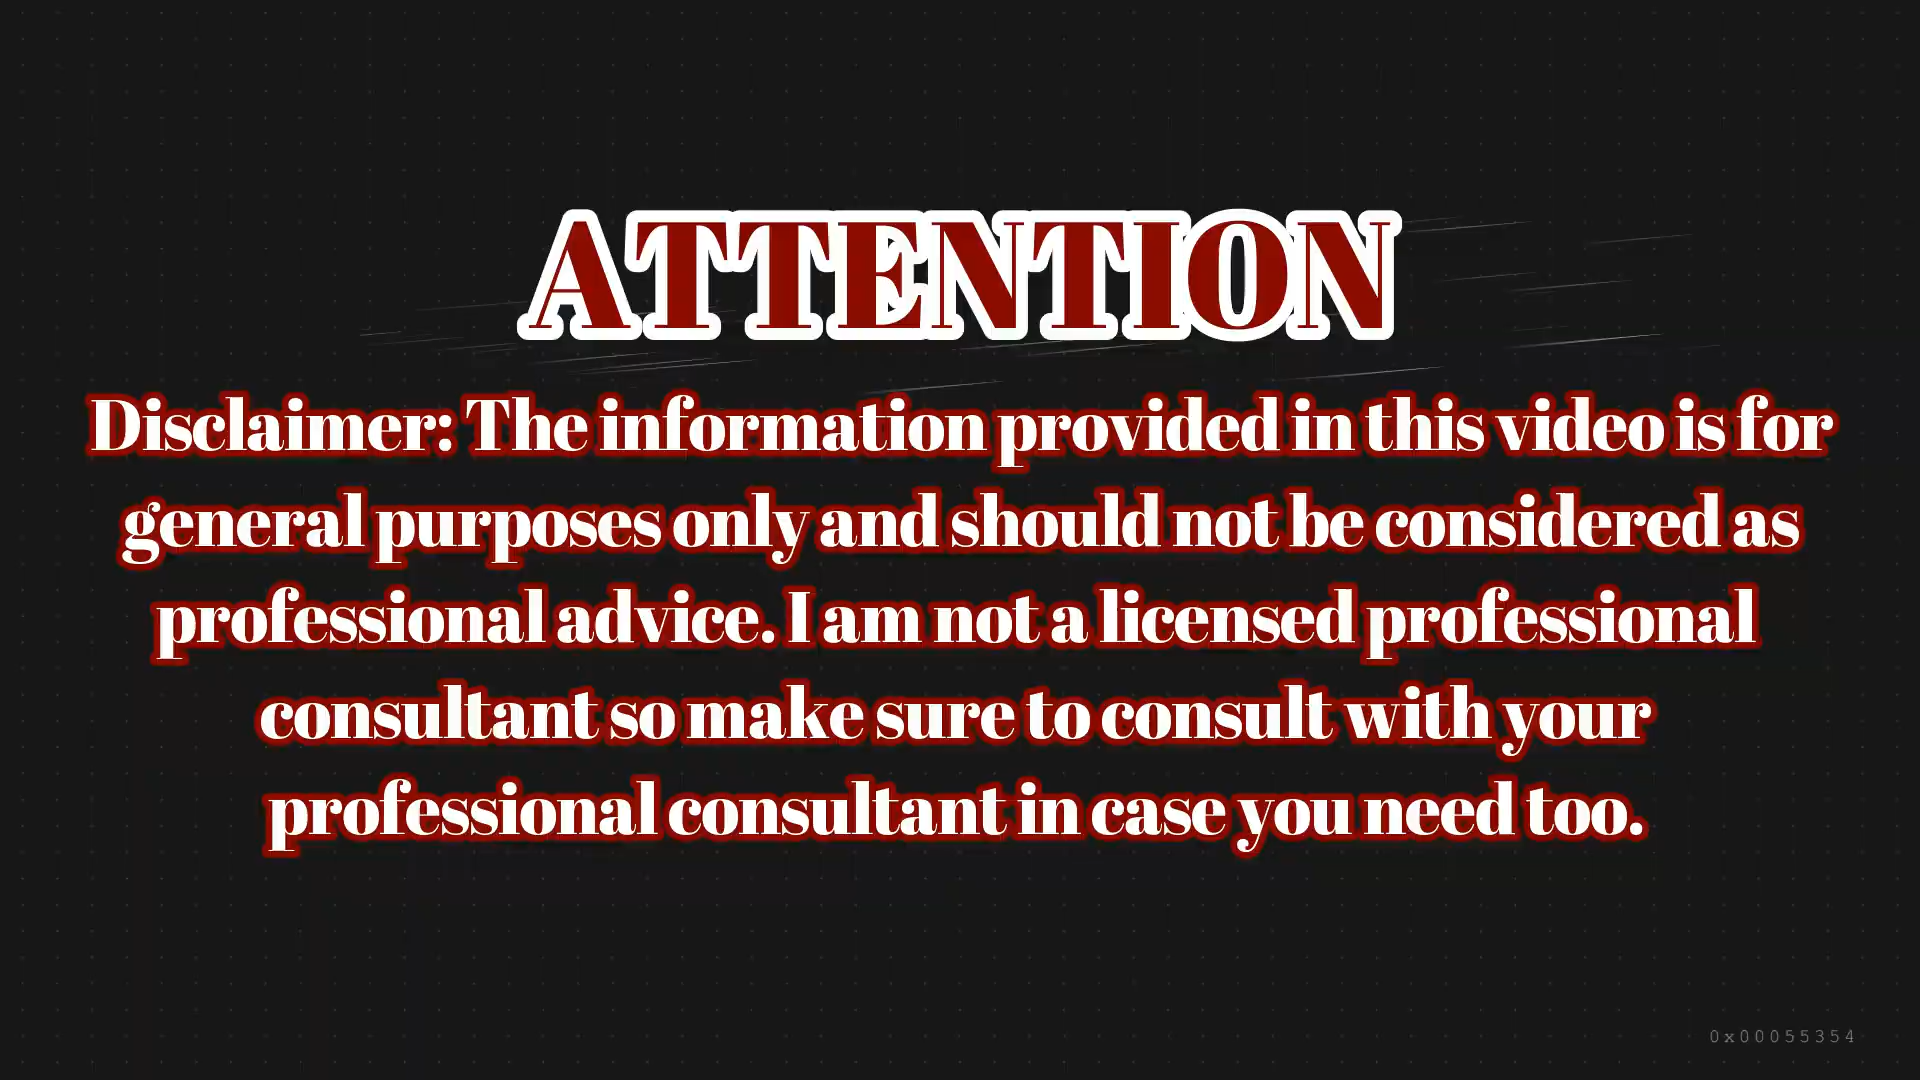 ATTENTION
Disclaimer: The information provided in this video is for
general purposes only and should not be considered as
professional advice. I am not a licensed professional
consultant so make sure to consult with your
professional consultant in case you need too.
0x00055354